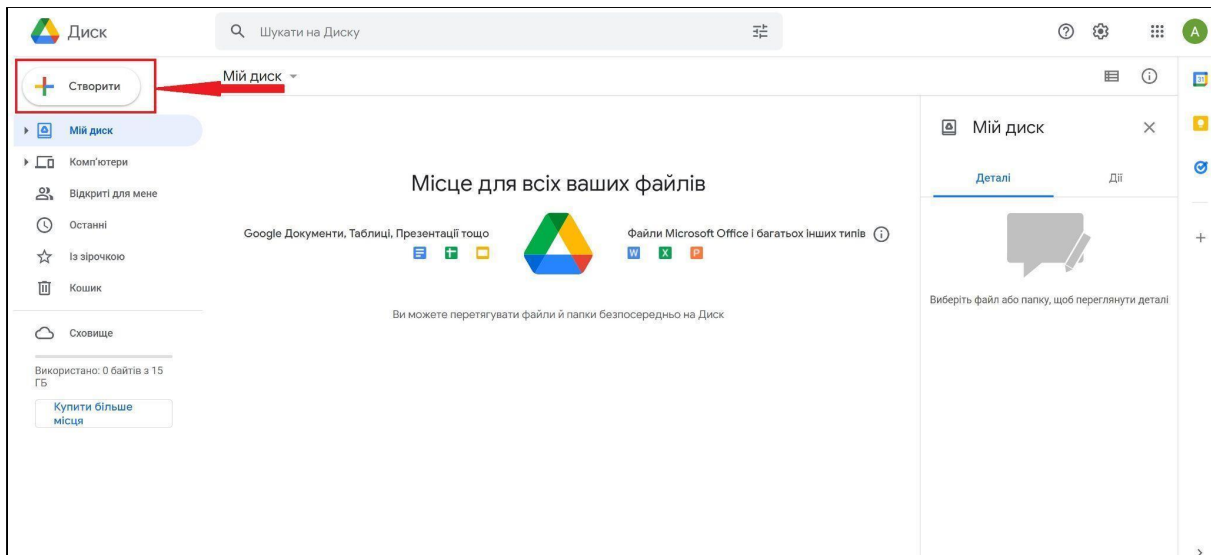 Диск
Шукати на Диску
A
Створити
Мій диск
31
Мій диск
Комп'ютери
Відкриті для мене
Останні
Із зірочкою
Кошик
Сховище
Використано: 0 байтів з 15
ГБ
Купити більше
місця
Місце для всіх ваших файлів
Google Документи, Таблиці, Презентації тощо
Файли Microsoft Office і багатьох інших типів
W X P
Ви можете перетягувати файли й папки безпосередньо на Диск
Мій диск
Деталі
Дії
Виберіть файл або папку, щоб переглянути деталі